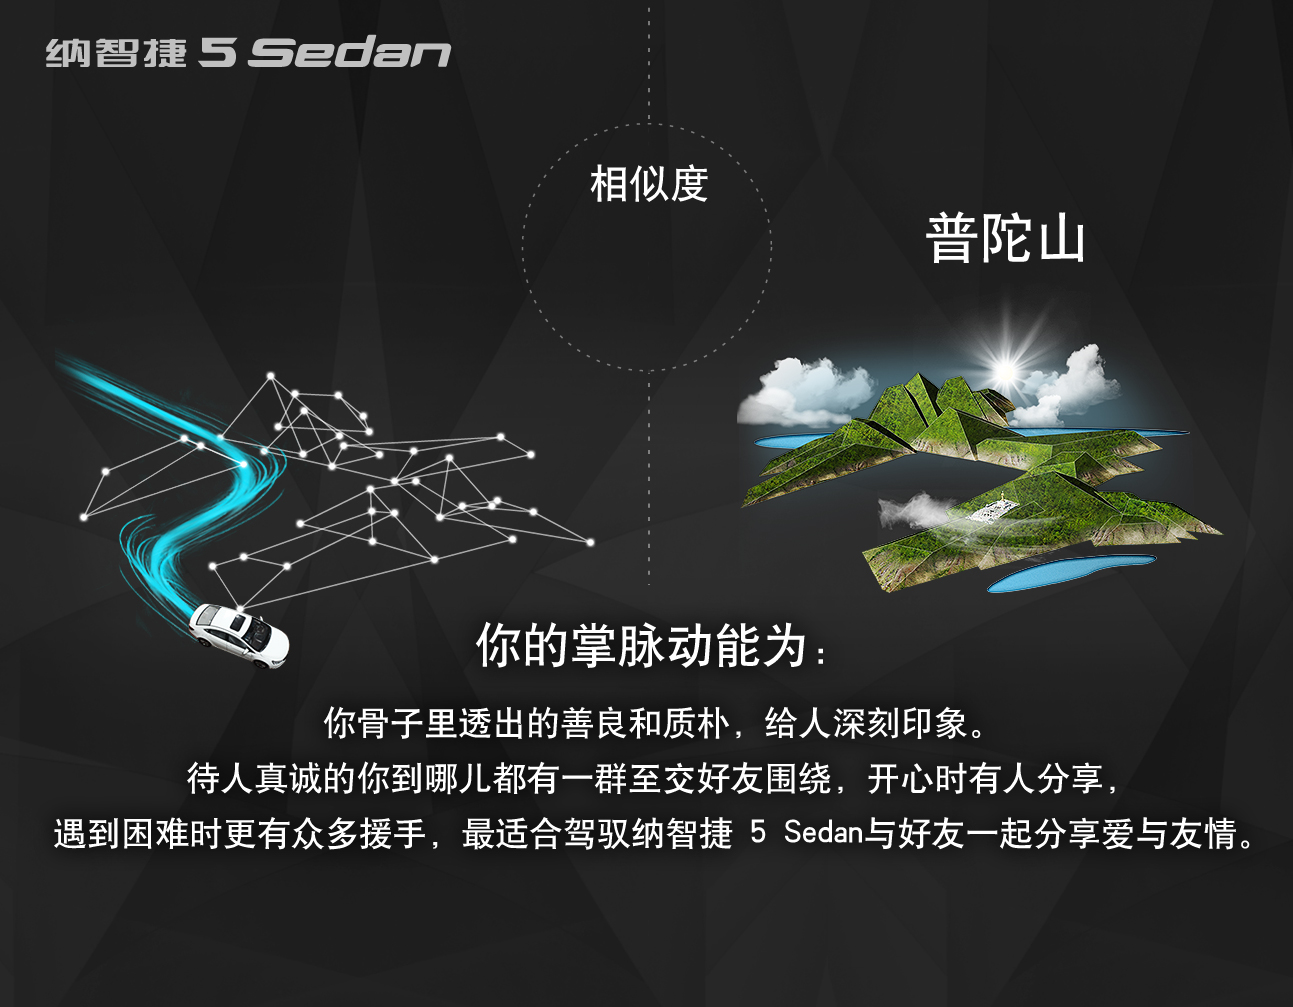 纳智捷 5 Sedan
相似度
普陀山
你的掌脉动能为：
你骨子里透出的善良和质朴，给人深刻印象。
待人真诚的你到哪儿都有一群至交好友围绕，开心时有人分享，
遇到困难时更有众多援手，最适合驾驭纳智捷 5 Sedan与好友一起分享爱与友情。